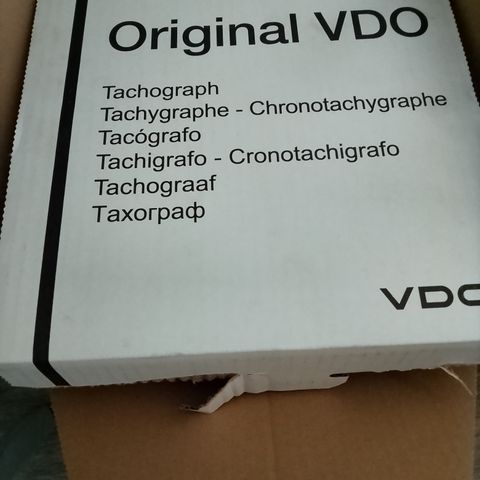 Original VDO
Tachograph
Tachygraphe - Chronotachygraphe
Tacógrafo
Tachigrafo - Cronotachigrafo
Tachograaf
Тахограф
VDO